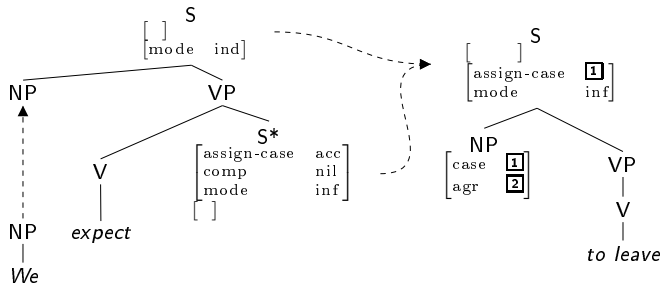 S
[ ]
[mode ind]
NP VP
S*
V
[assign-case acc
comp nil
mode inf]
[ ]
NP expect
We
S
[ ]
[assign-case 1
mode inf]
NP
[case 1
agr 2]
VP
V
to leave